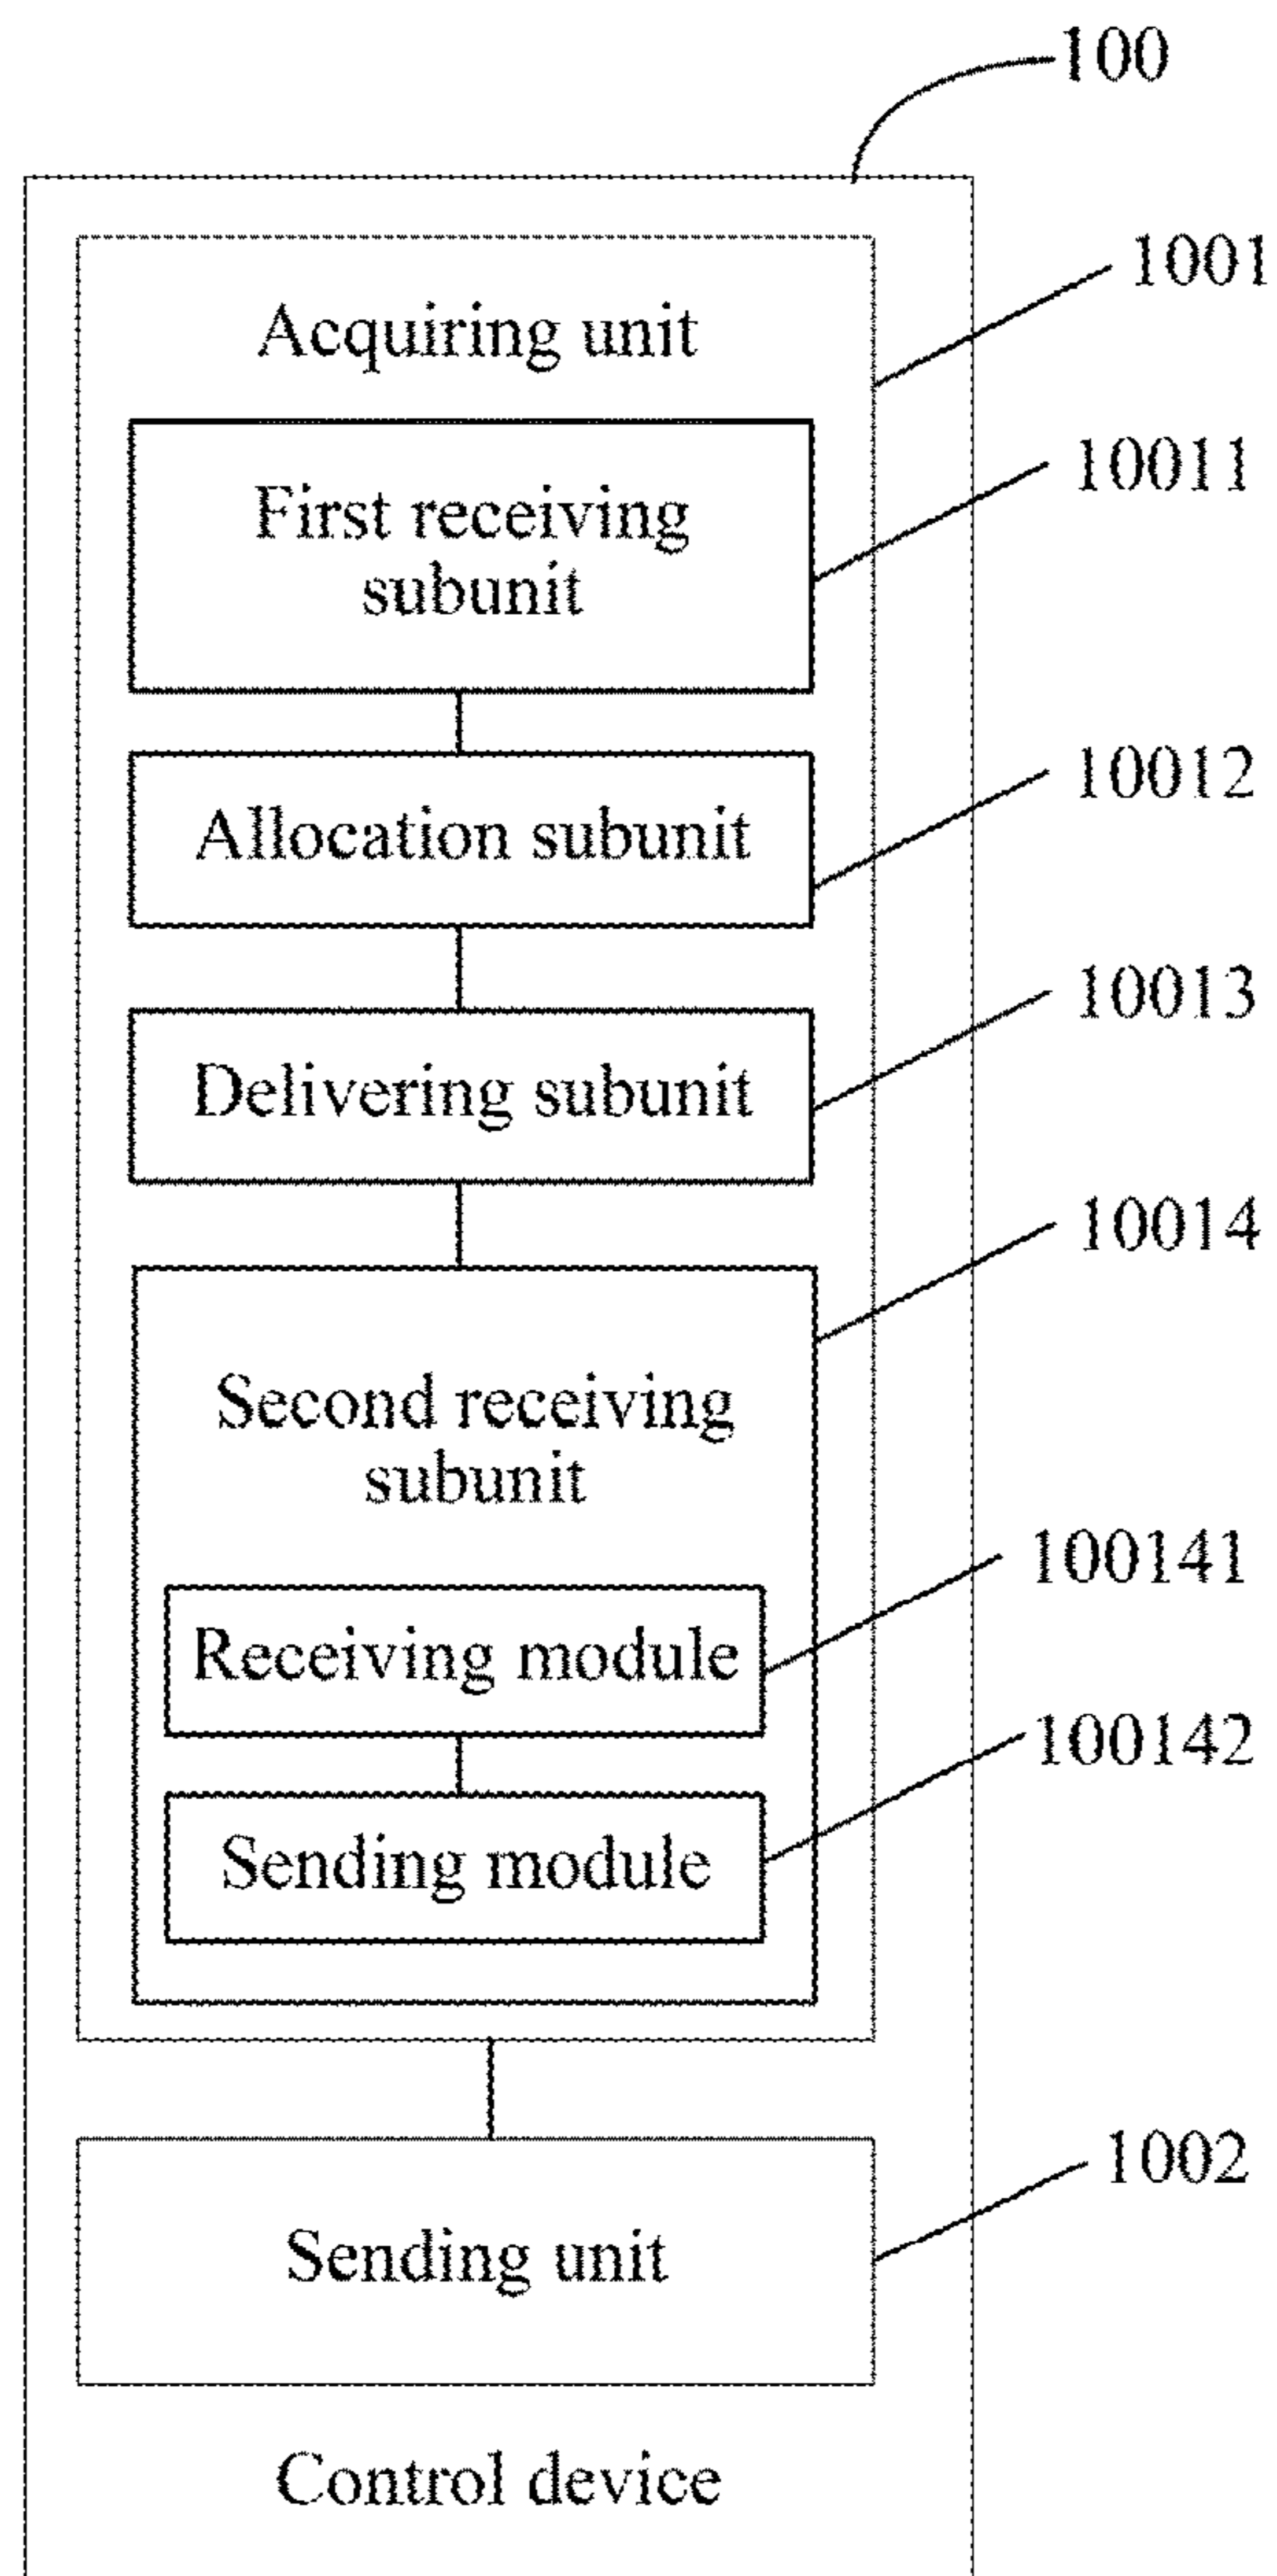 100
1001
Acquiring unit
10011
First receiving
subunit
10012
Allocation subunit
10013
Delivering subunit
10014
Second receiving
subunit
100141
Receiving module
100142
Sending module
1002
Sending unit
Control device